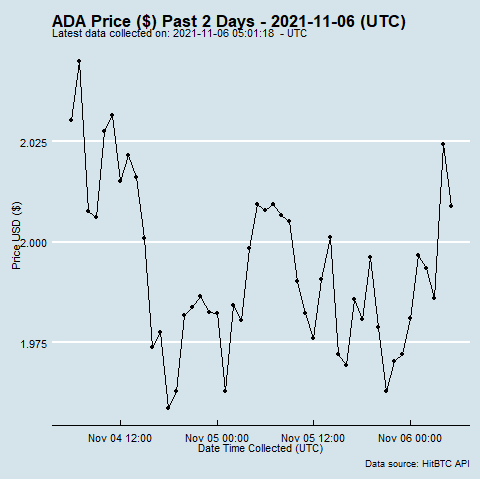 ADA Price ($) Past 2 Days - 2021-11-06 (UTC)
Latest data collected on: 2021-11-06 05:01:18  - UTC
2.025
2.000
1.975
Price USD ($)
Nov 04 12:00
Nov 05 00:00
Nov 05 12:00
Nov 06 00:00
Date Time Collected (UTC)
Data source: HitBTC API